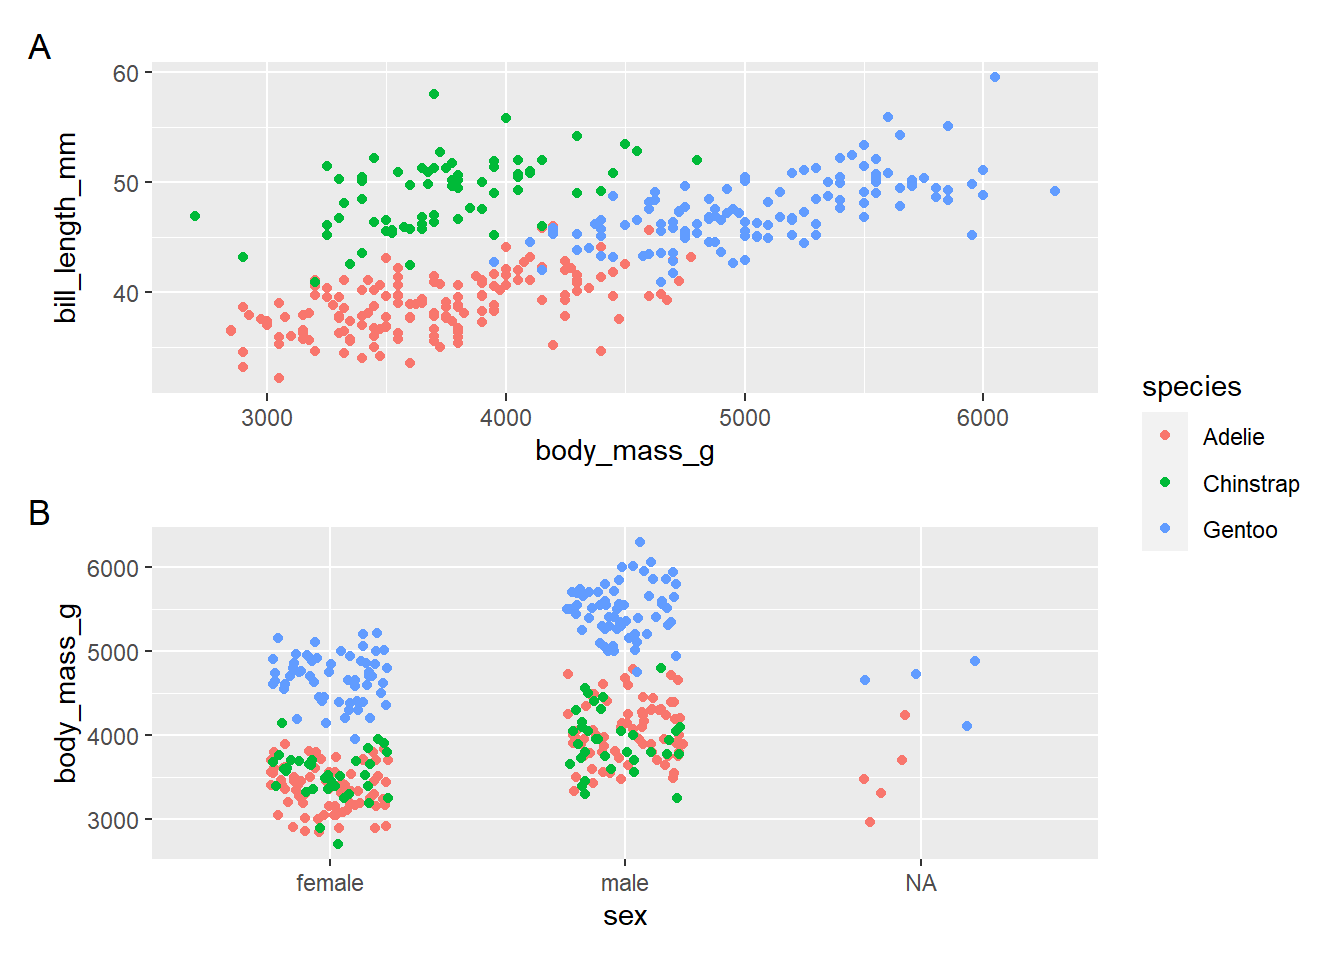 A
60
50
40
bill_length_mm
3000 4000 5000 6000
body_mass_g
species
Adelie
Chinstrap
Gentoo
B
6000
5000
4000
3000
body_mass_g
female male NA
sex